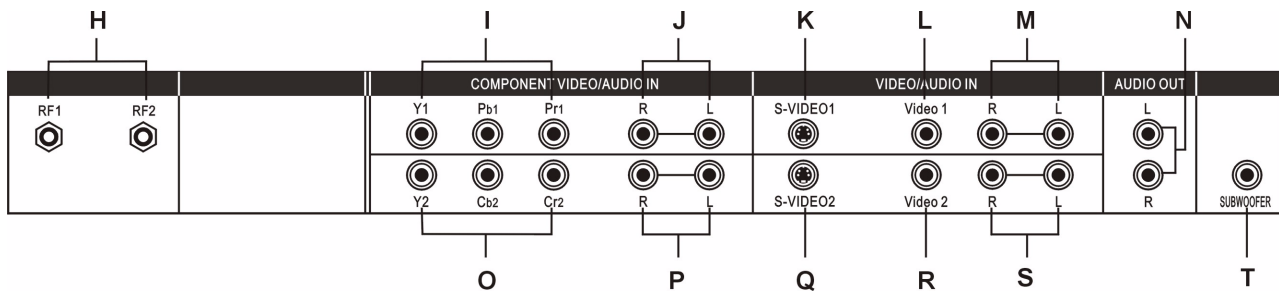 H I J K L M N
COMPONENT VIDEO/AUDIO IN VIDEO/AUDIO IN AUDIO OUT
RF1 RF2 Y1 Pb1 Pr1 R L S-VIDEO1 Video 1 R L L
Y2 Cb2 Cr2 R L S-VIDEO2 Video 2 R L R SUBWOOFER
O P Q R S T